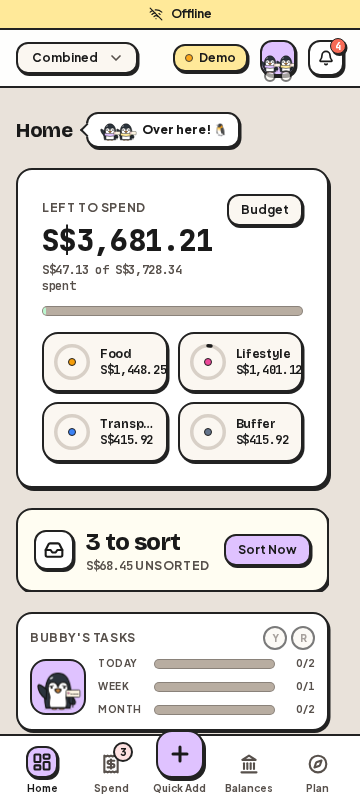 Offline
Combined
Demo
4
Home
Over here! 🐧
LEFT TO SPEND
Budget
S$3,681.21
S$47.13 of S$3,728.34
spent
Food
S$1,448.25
Lifestyle
S$1,401.12
Transp...
S$415.92
Buffer
S$415.92
3 to sort
S$68.45 UNSORTED
Sort Now
BUBBY'S TASKS
Y R
TODAY 0/2
WEEK 0/1
MONTH 0/2
3
Home Spend Quick Add Balances Plan